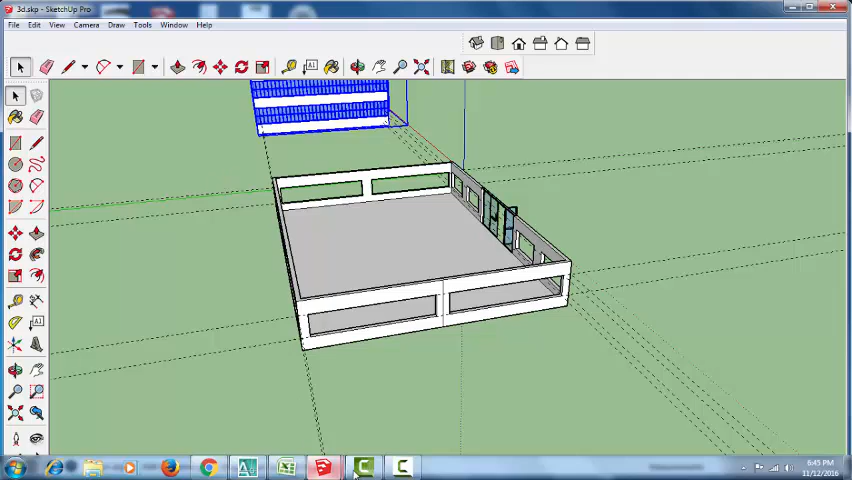 3d.skp - SketchUp Pro
File Edit View Camera Draw Tools Window Help
6:45 PM
11/12/2016